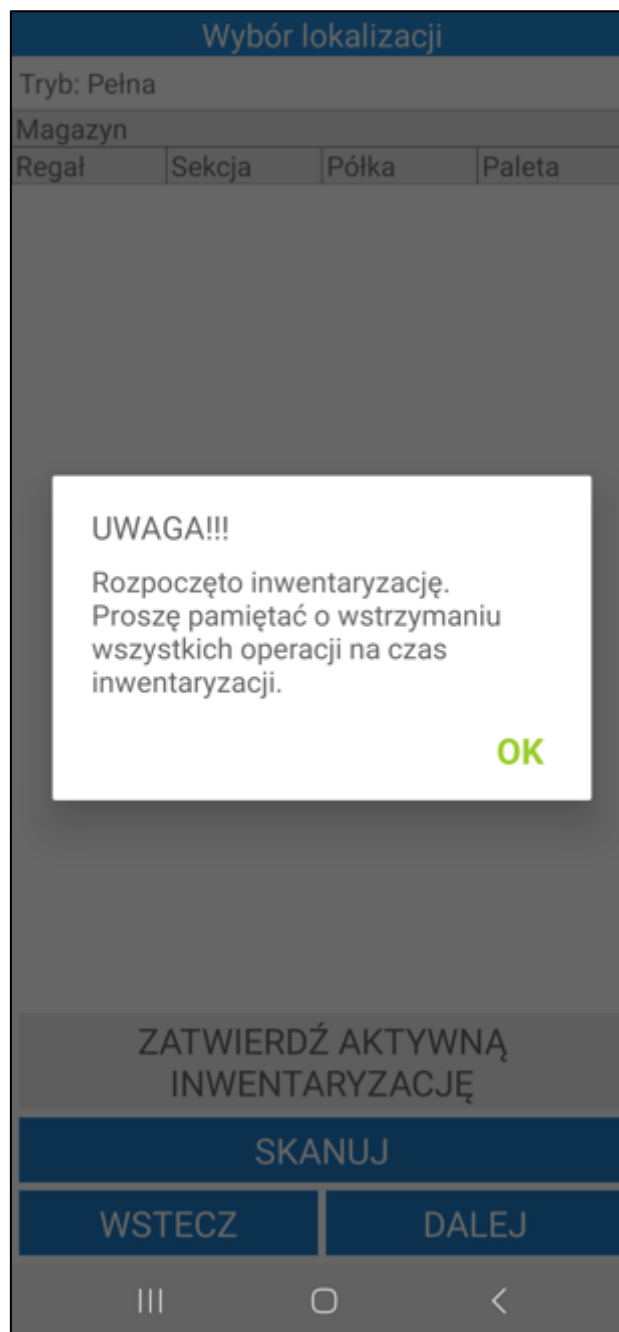 Wybór lokalizacji
Tryb: Pełna
Magazyn
Regał Sekcja Półka Paleta
UWAGA!!!
Rozpoczęto inwentaryzację.
Proszę pamiętać o wstrzymaniu
wszystkich operacji na czas
inwentaryzacji.
OK
ZATWIERDŹ AKTYWNĄ
INWENTARYZACJĘ
SKANUJ
WSTECZ DALEJ